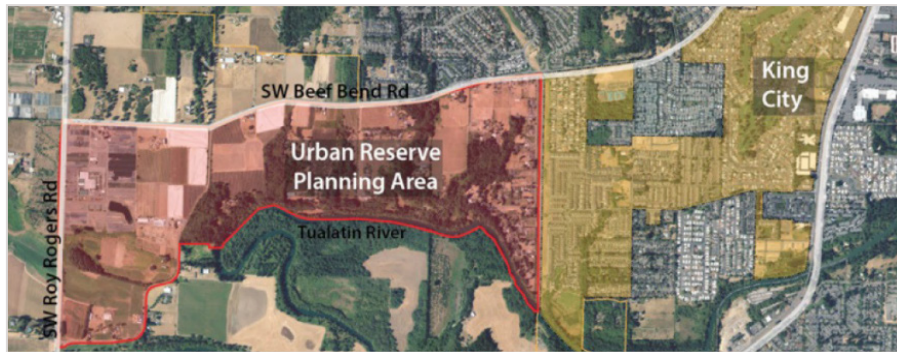 SW Beef Bend Rd
King
City
Urban Reserve
Planning Area
SW Roy Rogers Rd
Tualatin River